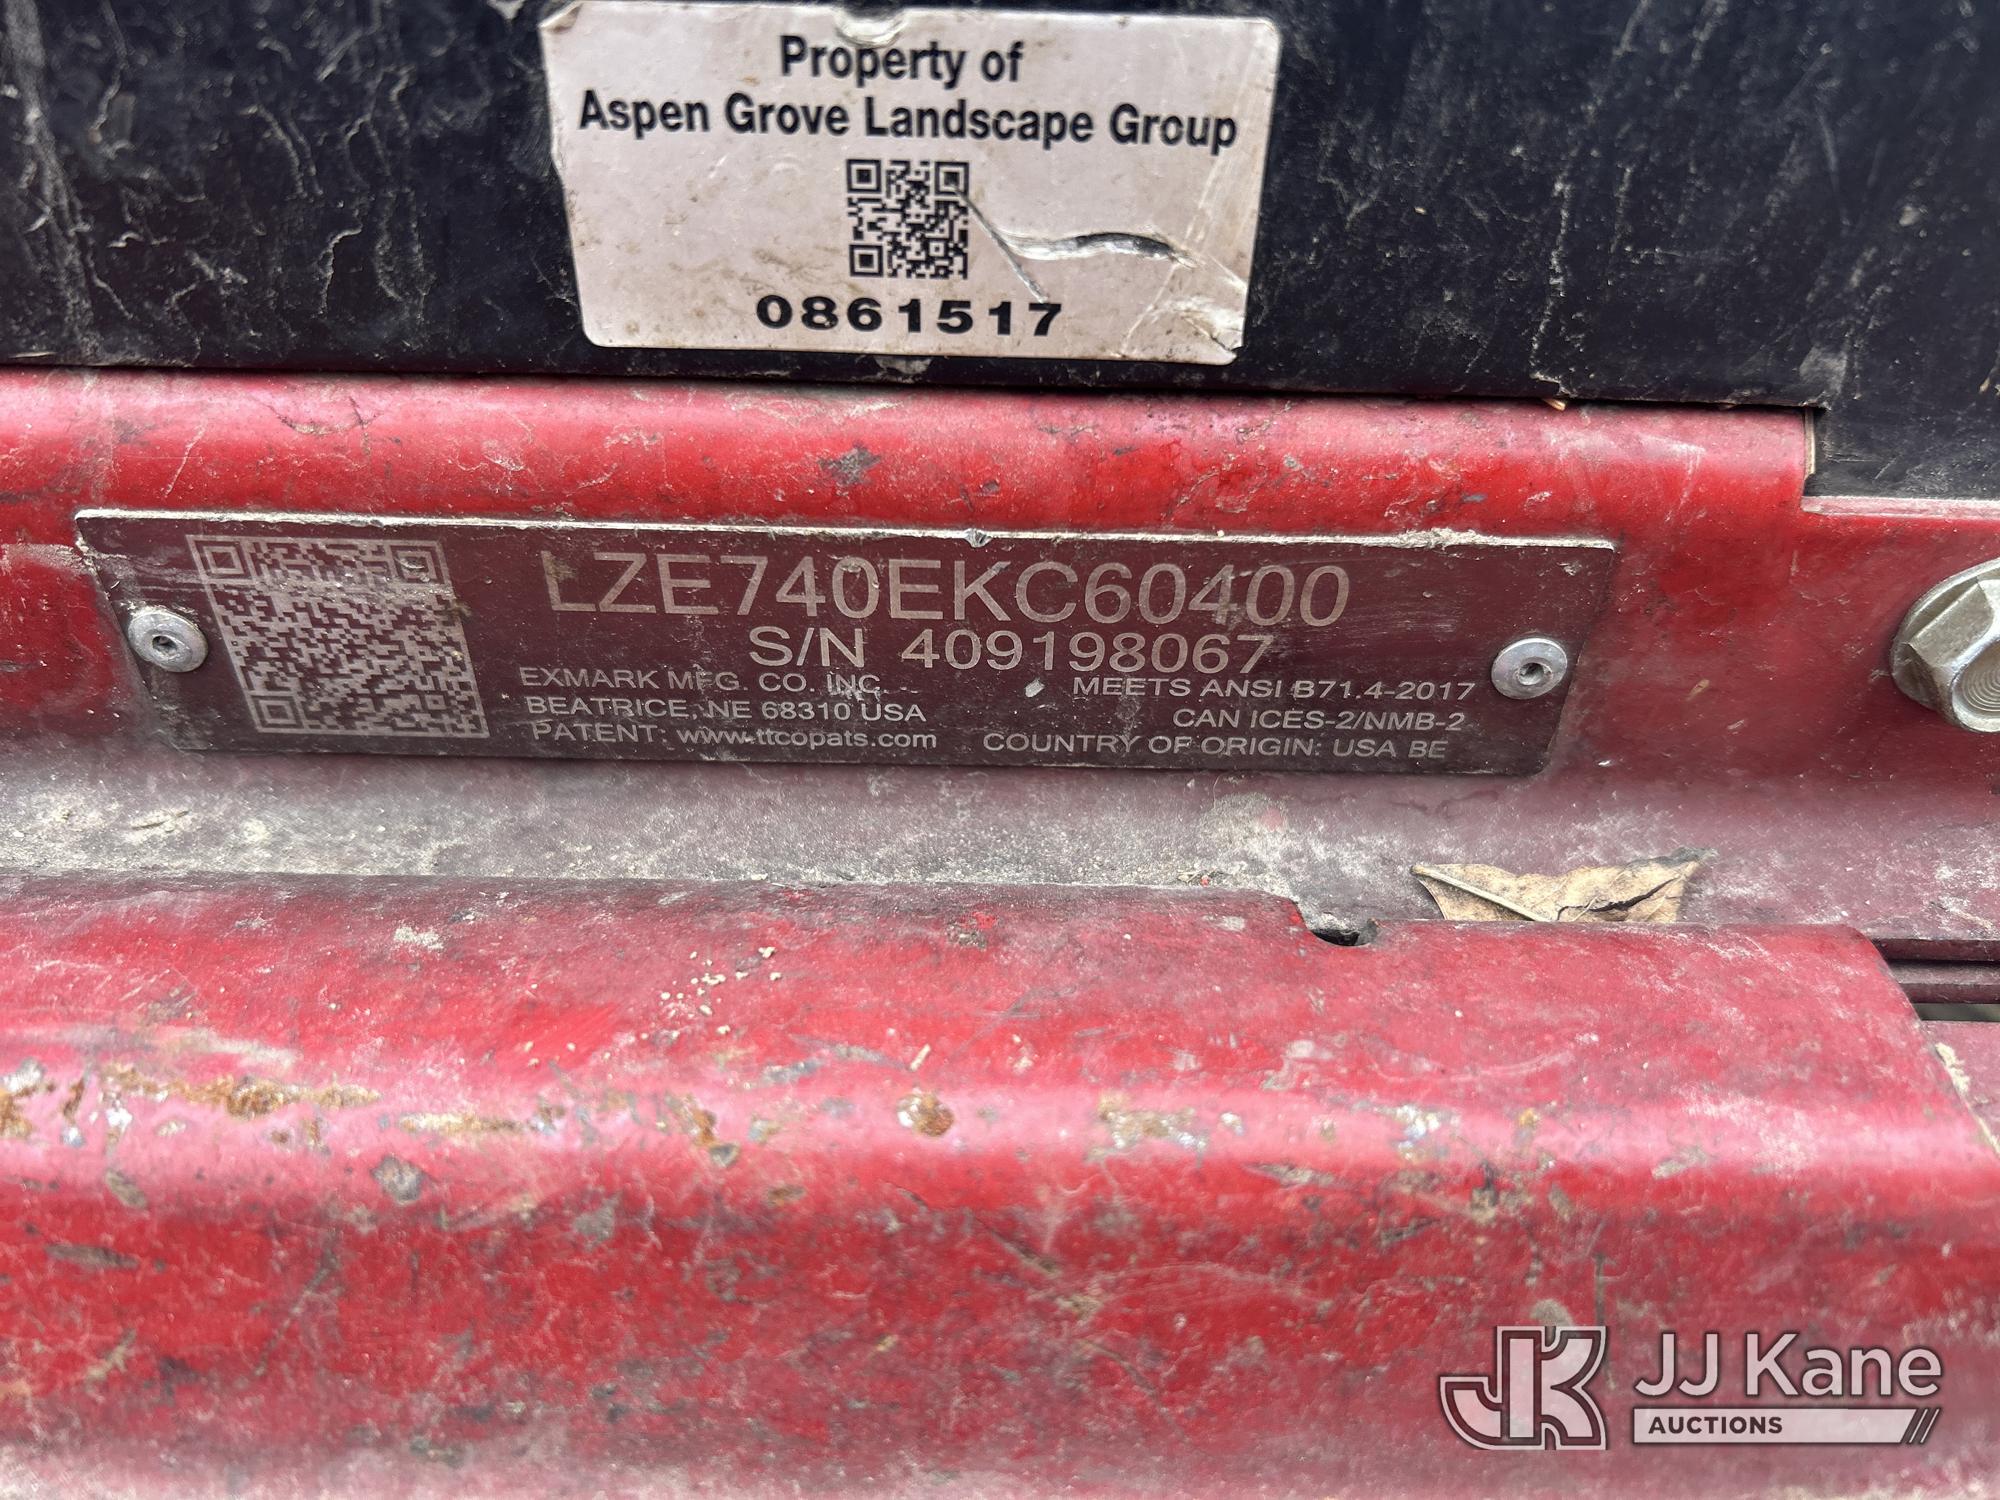 Property of
Aspen Grove Landscape Group
0861517
LZE740EKC60400
S/N 409198067
EXMARK MFG. CO. INC.
BEATRICE, NE 68310 USA
PATENT: www.ttcopats.com
MEETS ANSI B71.4-2017
CAN ICES-2/NMB-2
COUNTRY OF ORIGIN: USA BE
JK JJ Kane
AUCTIONS